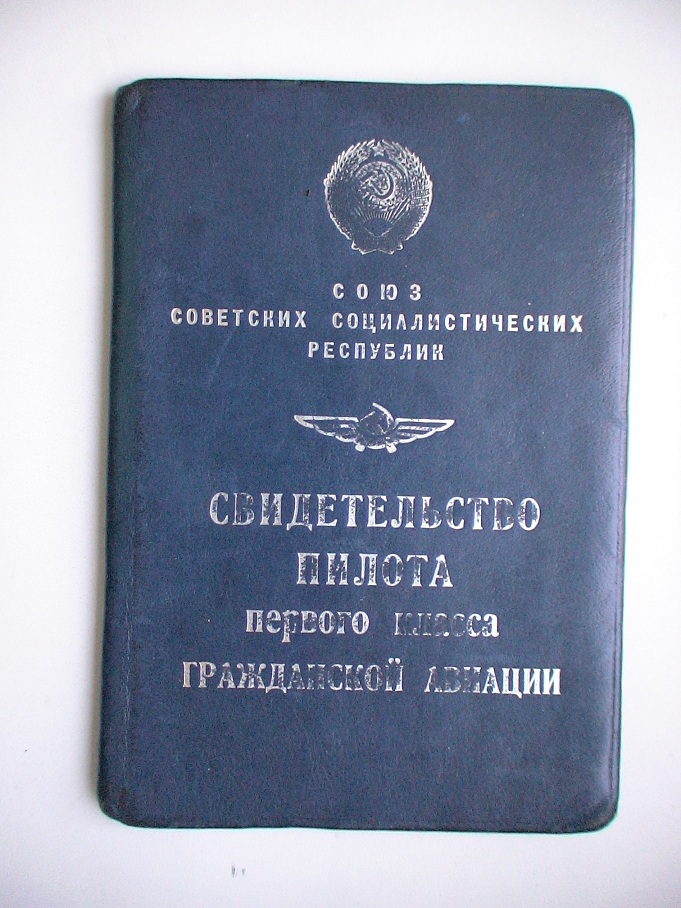 СОЮЗ
СОВЕТСКИХ СОЦИАЛИСТИЧЕСКИХ
РЕСПУБЛИК
СВИДЕТЕЛЬСТВО
ПИЛОТА
первого класса
ГРАЖДАНСКОЙ АВИАЦИИ